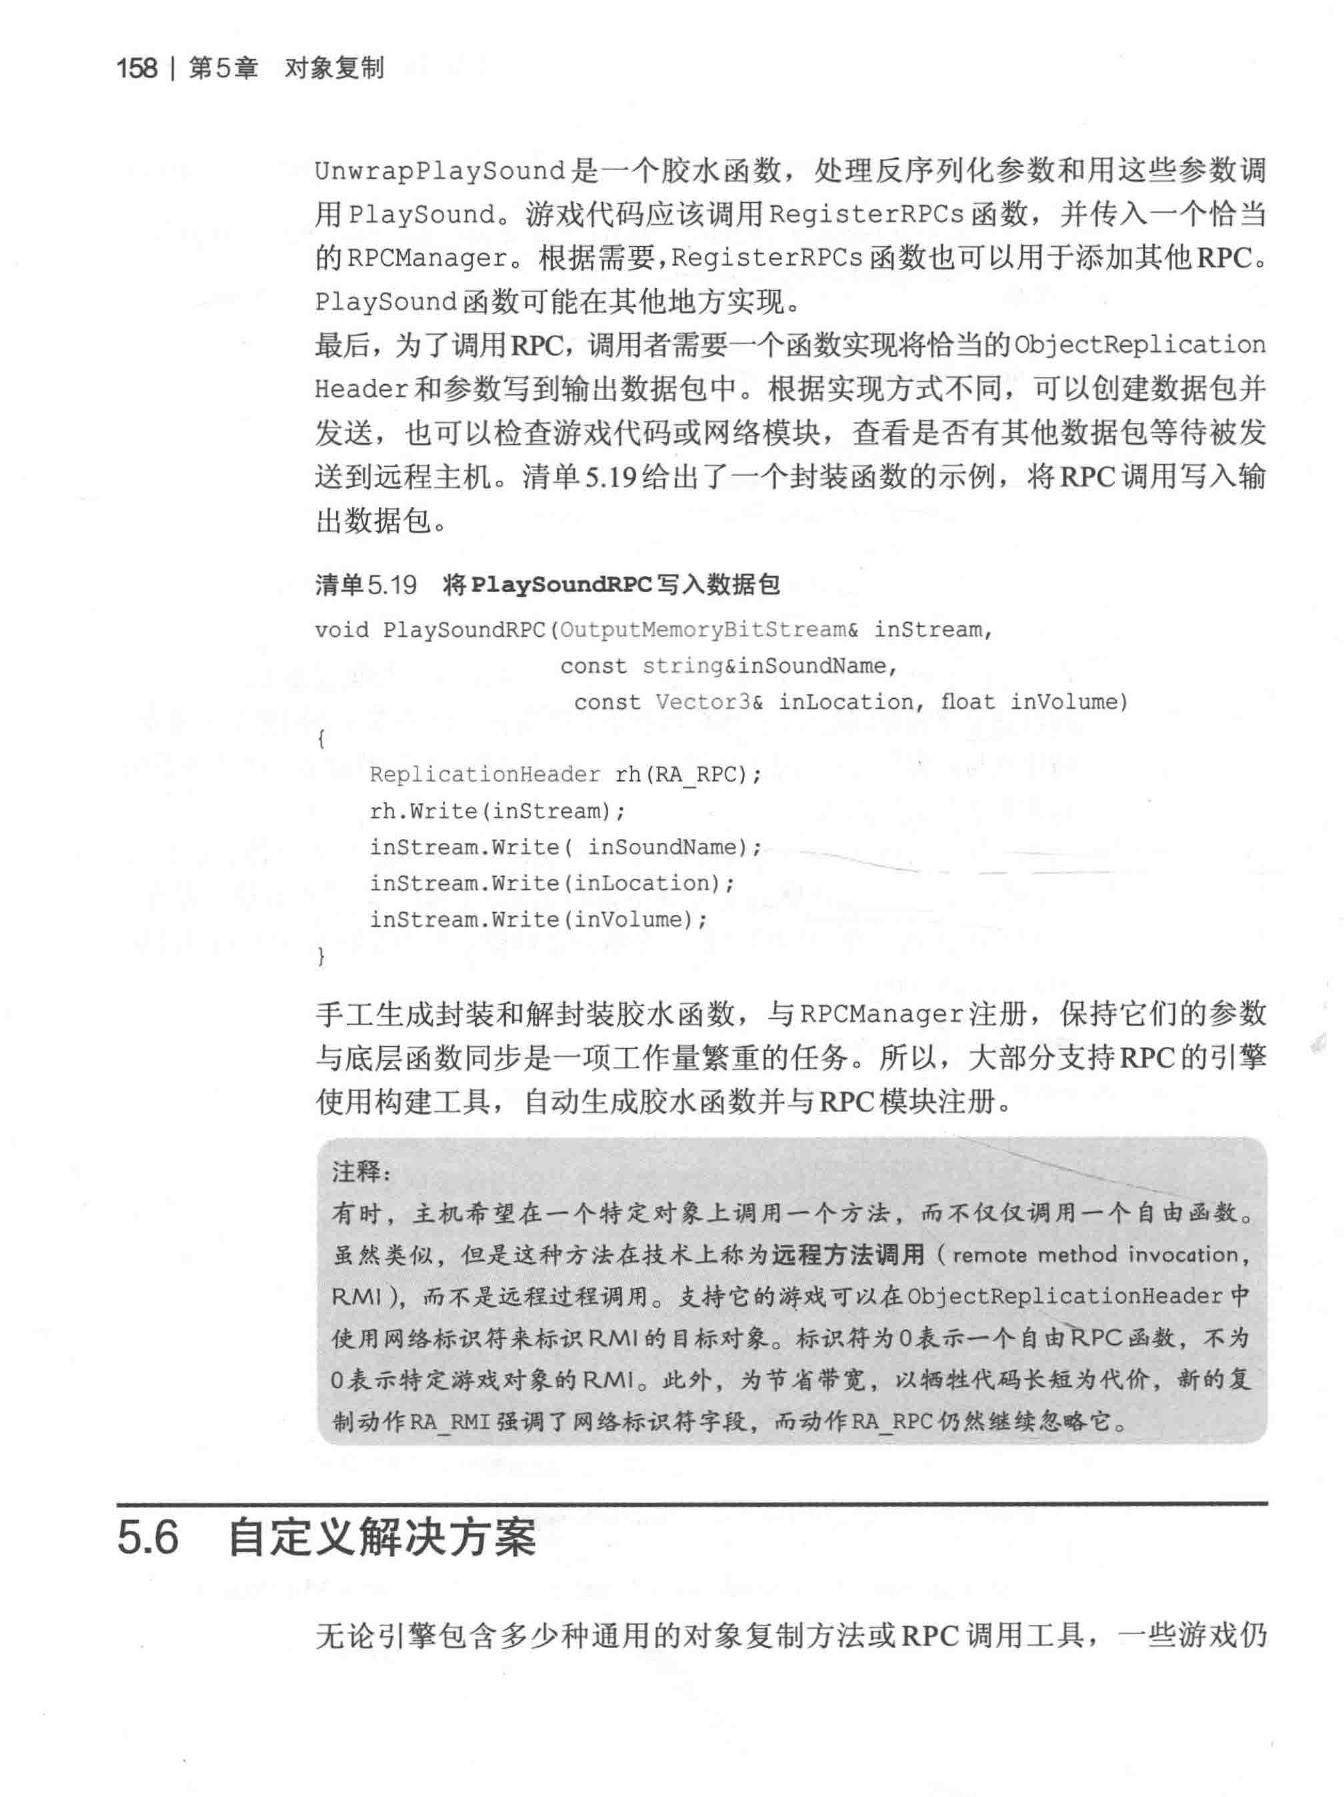 158 | 第5章 对象复制
UnwrapPlaySound是一个胶水函数，处理反序列化参数和用这些参数调
用PlaySound。游戏代码应该调用RegisterRPCs函数，并传入一个恰当
的RPCManager。根据需要,RegisterRPCs函数也可以用于添加其他RPC。
PlaySound函数可能在其他地方实现。
最后，为了调用RPC，调用者需要一个函数实现将恰当的ObjectReplication
Header和参数写到输出数据包中。根据实现方式不同，可以创建数据包并
发送，也可以检查游戏代码或网络模块，查看是否有其他数据包等待被发
送到远程主机。清单5.19给出了一个封装函数的示例，将RPC调用写入输
出数据包。
清单5.19 将PlaySoundRPC写入数据包
void PlaySoundRPC(OutputMemoryBitStream& inStream,
const string&inSoundName,
const Vector3& inLocation, float inVolume)
{
ReplicationHeader rh(RA_RPC);
rh.Write(inStream);
inStream.Write( inSoundName);
inStream.Write(inLocation);
inStream.Write(inVolume);
}
手工生成封装和解封装胶水函数，与RPCManager注册，保持它们的参数
与底层函数同步是一项工作量繁重的任务。所以，大部分支持RPC的引擎
使用构建工具，自动生成胶水函数并与RPC模块注册。
注释：
有时，主机希望在一个特定对象上调用一个方法，而不仅仅调用一个自由函数。
虽然类似，但是这种方法在技术上称为远程方法调用（remote method invocation，
RMI），而不是远程过程调用。支持它的游戏可以在ObjectReplicationHeader中
使用网络标识符来标识RMI的目标对象。标识符为0表示一个自由RPC函数，不为
0表示特定游戏对象的RMI。此外，为节省带宽，以牺牲代码长短为代价，新的复
制动作RA_RMI强调了网络标识符字段，而动作RA_RPC仍然继续忽略它。
5.6 自定义解决方案
无论引擎包含多少种通用的对象复制方法或RPC调用工具，一些游戏仍